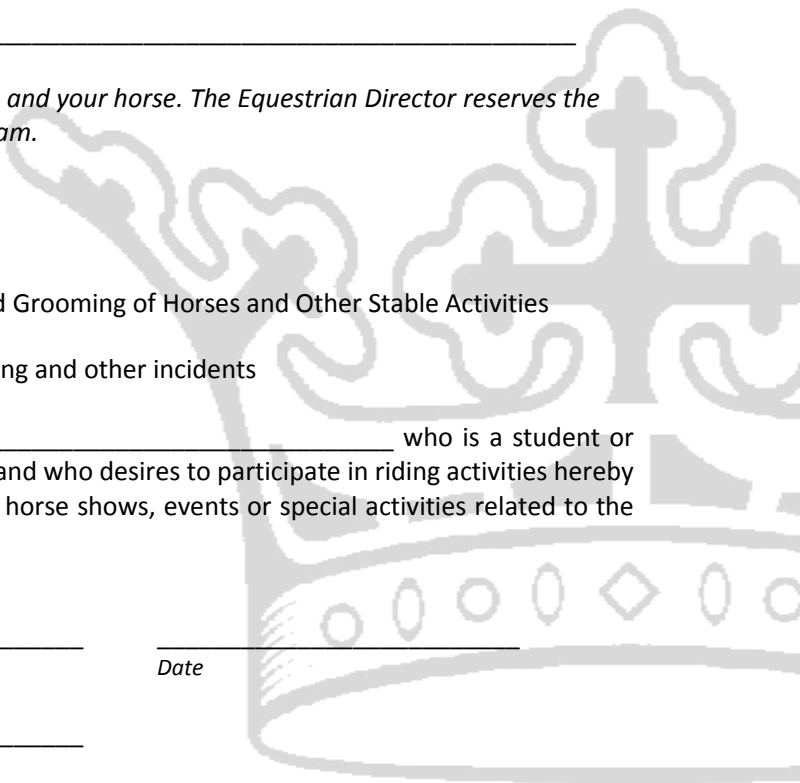 and your horse. The Equestrian Director reserves the
am.
d Grooming of Horses and Other Stable Activities
ng and other incidents
who is a student or
and who desires to participate in riding activities hereby
horse shows, events or special activities related to the
Date